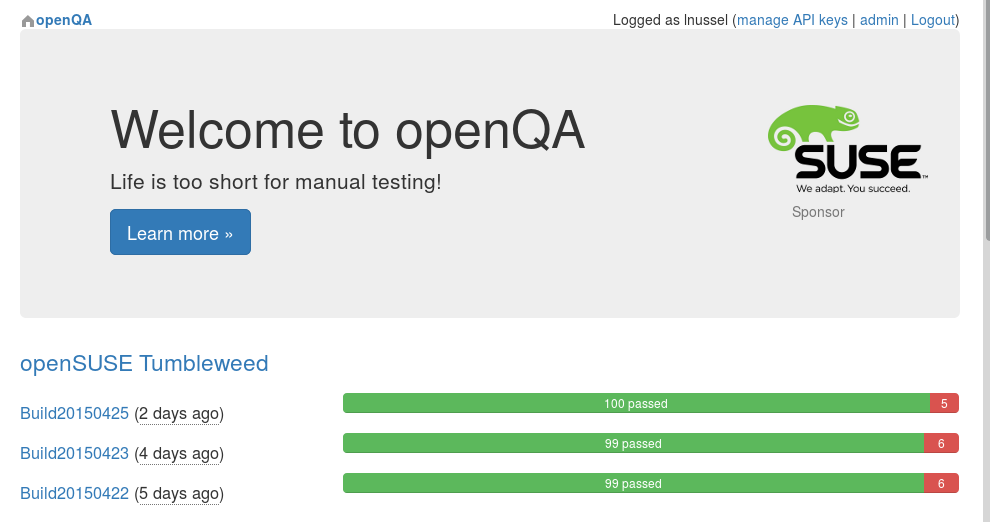 openQA Logged as lnussel (manage API keys | admin | Logout)
Welcome to openQA
Life is too short for manual testing!
Learn more »
SUSE™
We adapt. You succeed.
Sponsor
openSUSE Tumbleweed
Build20150425 (2 days ago) 100 passed 5
Build20150423 (4 days ago) 99 passed 6
Build20150422 (5 days ago) 99 passed 6